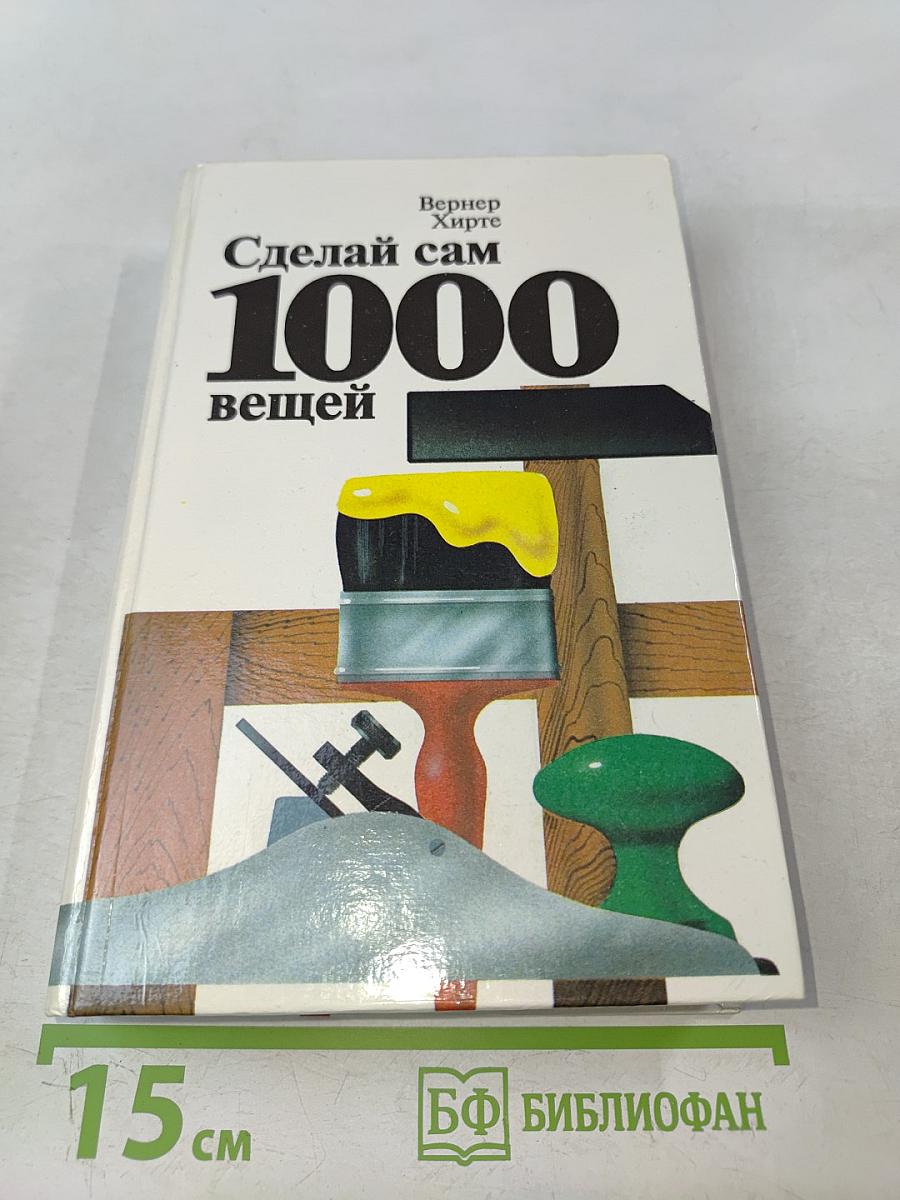 Вернер
Хирте
Сделай сам
1000
вещей
15 см
БФ БИБЛИОФАН